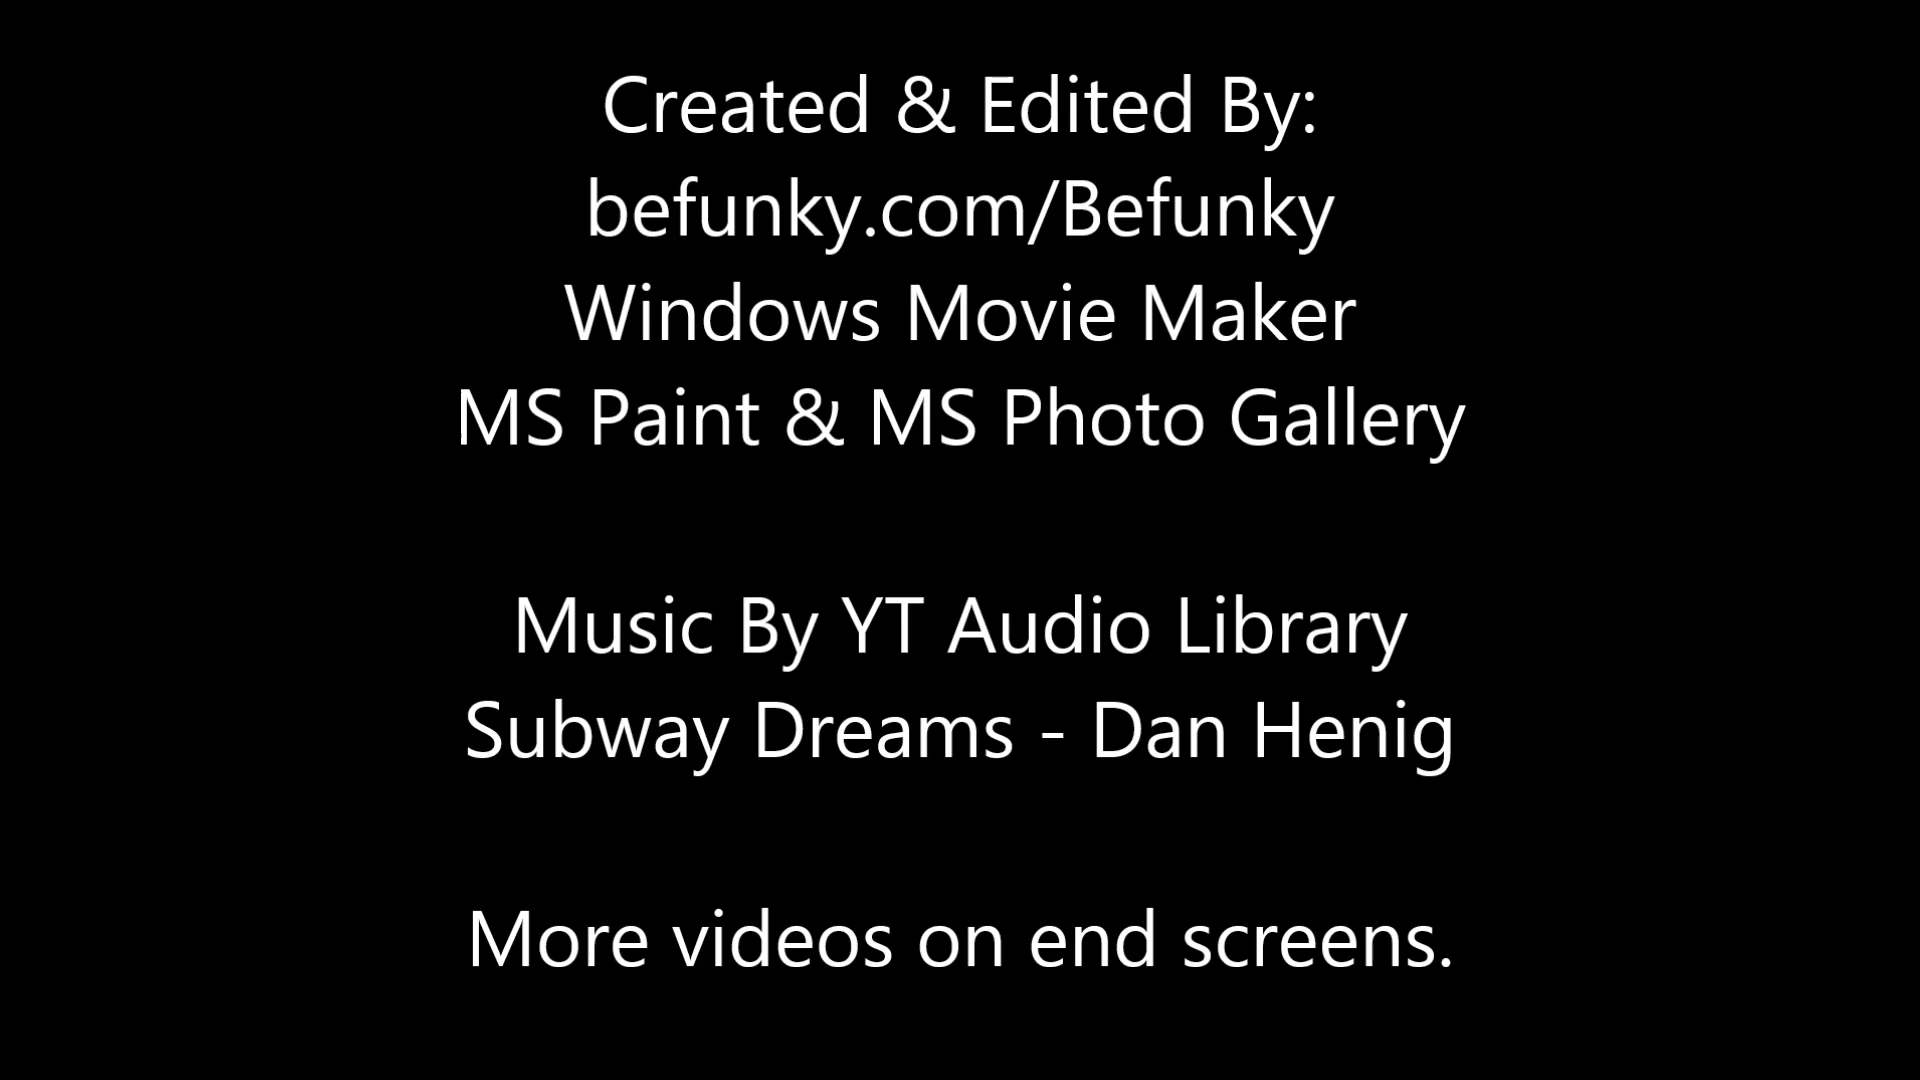 Created & Edited By:
befunky.com/Befunky
Windows Movie Maker
MS Paint & MS Photo Gallery
Music By YT Audio Library
Subway Dreams - Dan Henig
More videos on end screens.